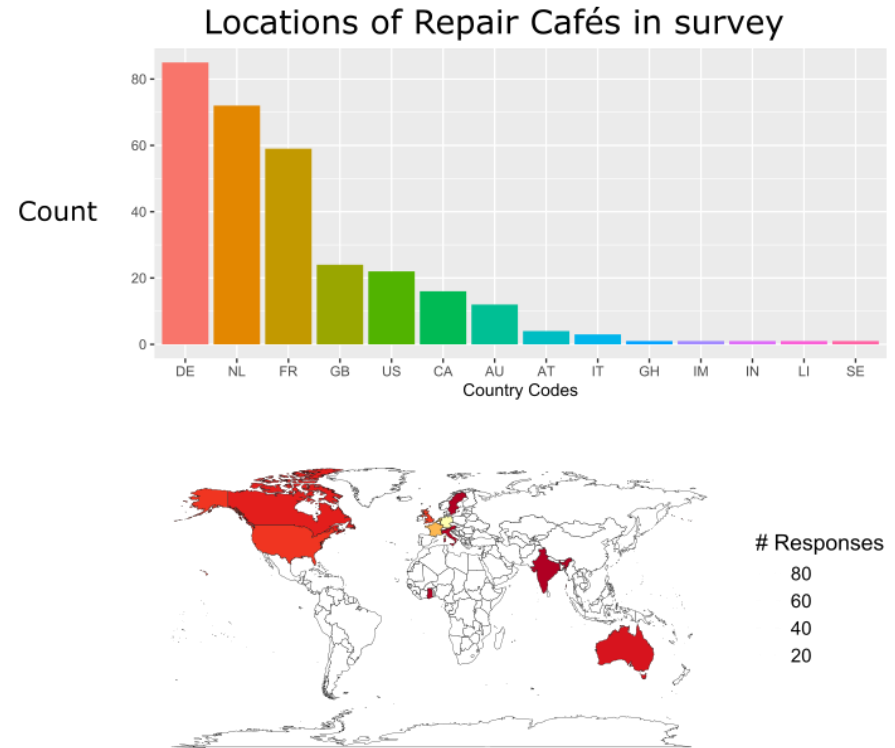 Locations of Repair Cafés in survey
80
60
40
20
0
Count
DE NL FR GB US CA AU AT IT GH IM IN LI SE
Country Codes
# Responses
80
60
40
20